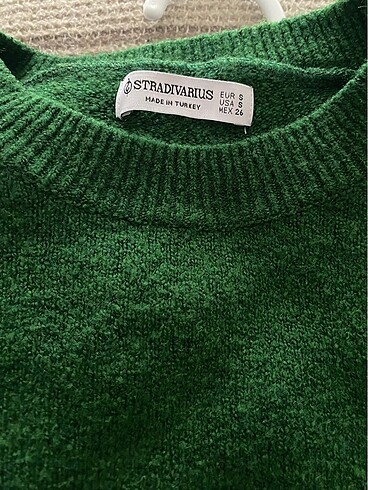 STRADIVARIUS
MADE IN TURKEY
EUR S
USA S
MEX 26